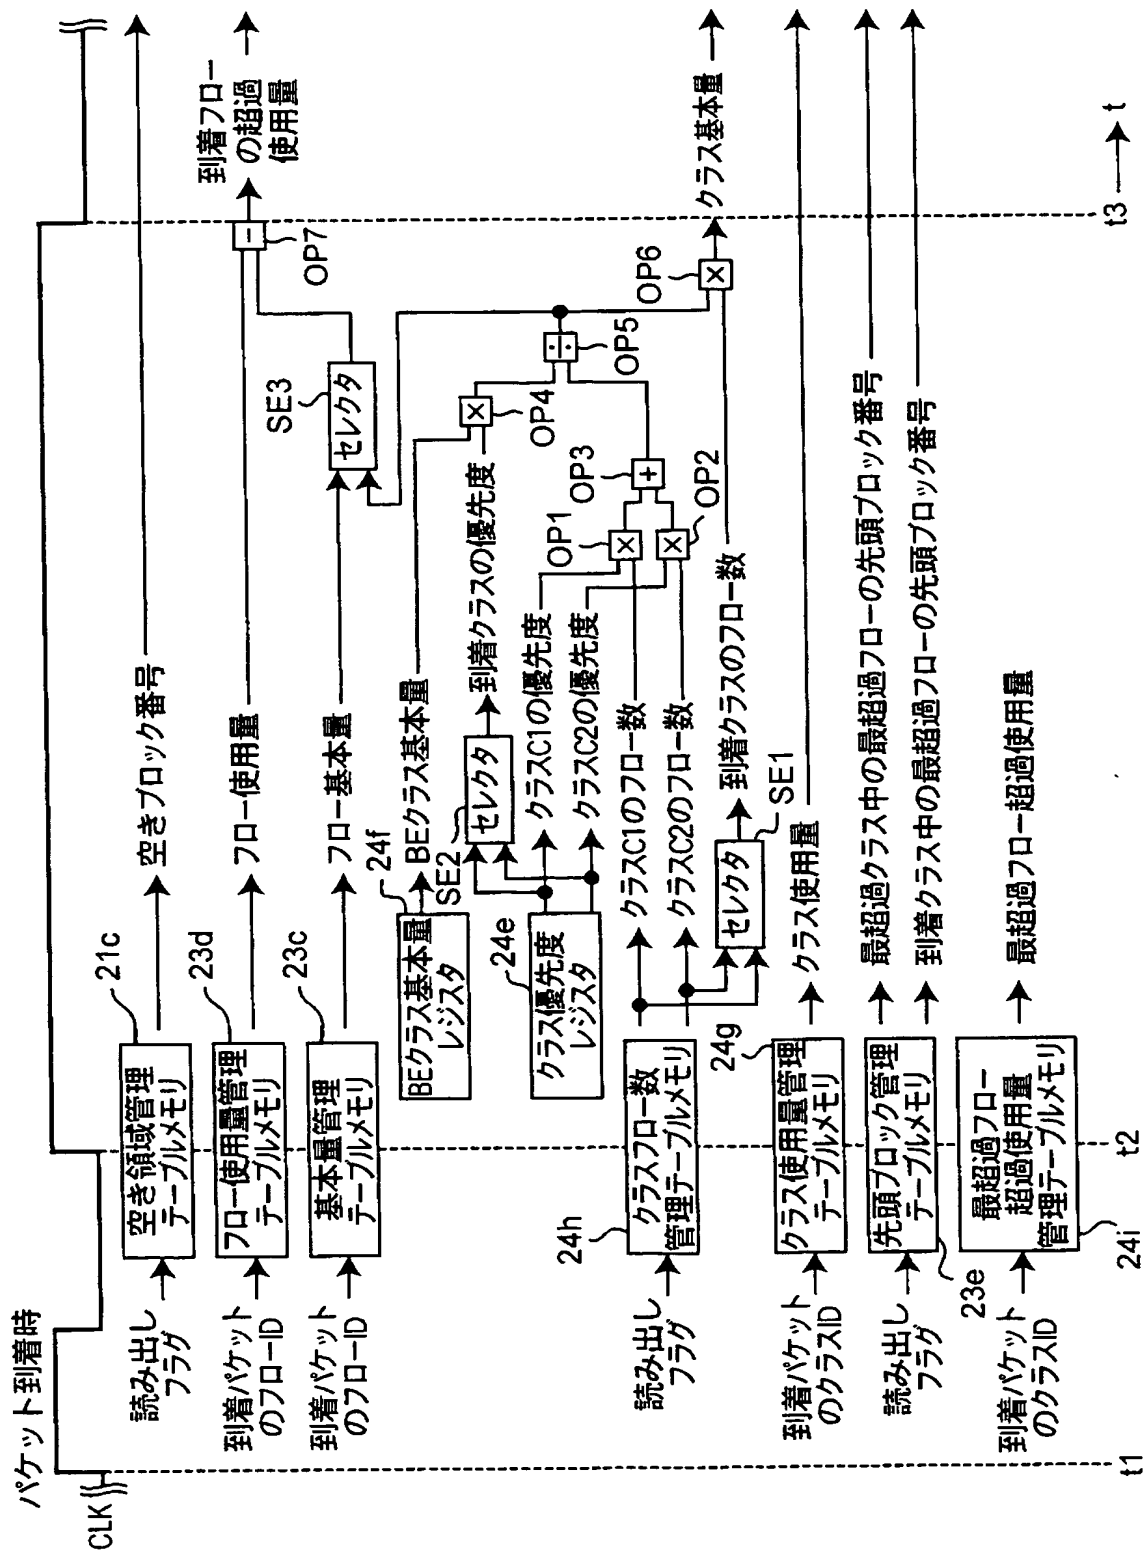 パケット到着時
CLK
読み出し
フラグ
空き領域管理
テーブルメモリ
21c
空きブロック番号
到着パケット
のフローID
フロー使用量管理
テーブルメモリ
23d
フロー使用量
OP7
到着フロー
の超過
使用量
到着パケット
のフローID
基本量管理
テーブルメモリ
23c
フロー基本量
セレクタ
SE3
BEクラス基本量
レジスタ
24f
BEクラス基本量
クラス優先度
レジスタ
24e
セレクタ
SE2
到着クラスの優先度
クラスC1の優先度
クラスC2の優先度
×
OP4
÷
OP5
読み出し
フラグ
クラスフロー数
管理テーブルメモリ
24h
クラスC1のフロー数
クラスC2のフロー数
×
OP1
×
OP2
+
OP3
セレクタ
SE1
到着クラスのフロー数
×
OP6
クラス基本量
到着パケット
のクラスID
クラス使用量管理
テーブルメモリ
24g
クラス使用量
読み出し
フラグ
先頭ブロック管理
テーブルメモリ
23e
最超過クラス中の最超過フローの先頭ブロック番号
到着クラス中の最超過フローの先頭ブロック番号
到着パケット
のクラスID
最超過フロー
超過使用量
管理テーブルメモリ
24i
最超過フロー超過使用量
t1
t2
t3
t